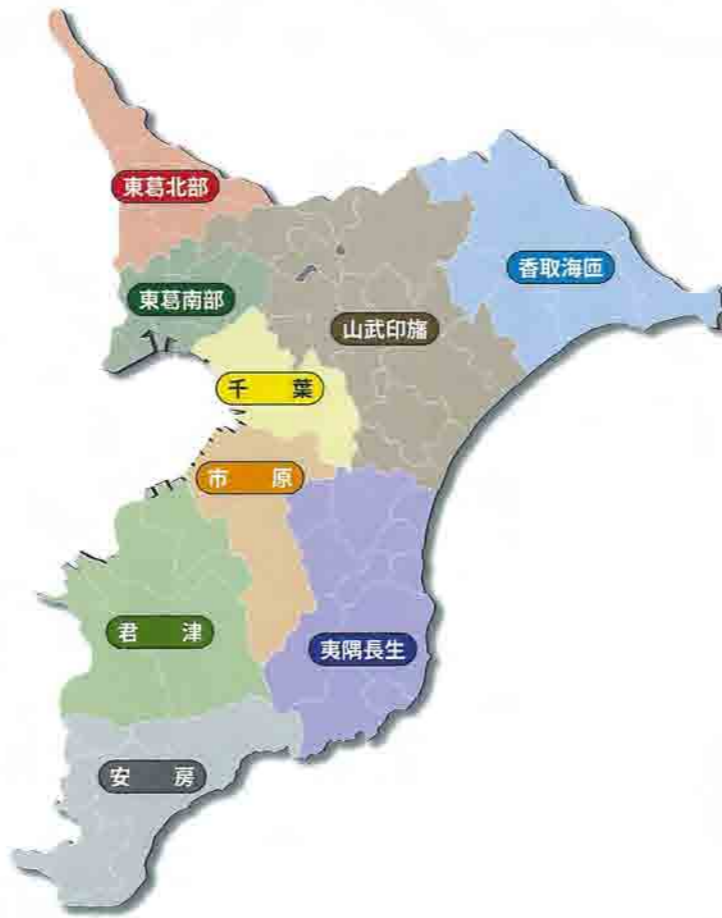 東葛北部
香取海匝
東葛南部
山武印旛
千　葉
市　原
君　津
夷隅長生
安　房